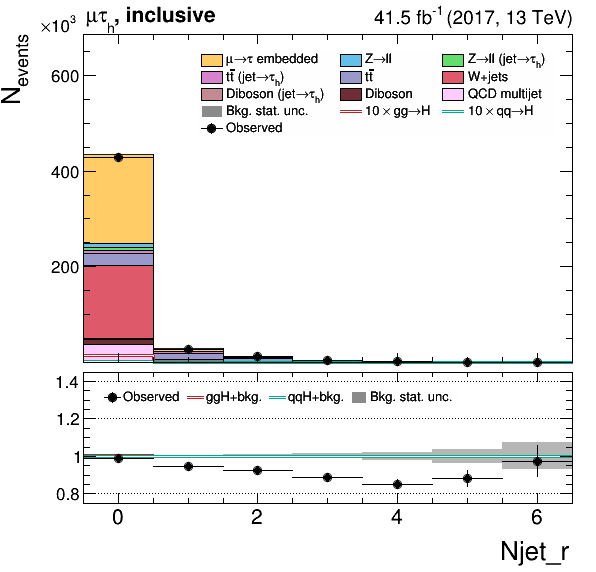 μτh, inclusive
41.5 fb-1 (2017, 13 TeV)
×10³
Nevents
600
400
200
μ→τ embedded
Z→ll
Z→ll (jet→τh)
tt̄ (jet→τh)
tt̄
W+jets
Diboson (jet→τh)
Diboson
QCD multijet
Bkg. stat. unc.
10 × gg→H
10 × qq→H
Observed
1.4
1.2
1
0.8
Observed
ggH+bkg.
qqH+bkg.
Bkg. stat. unc.
0
2
4
6
Njet_r